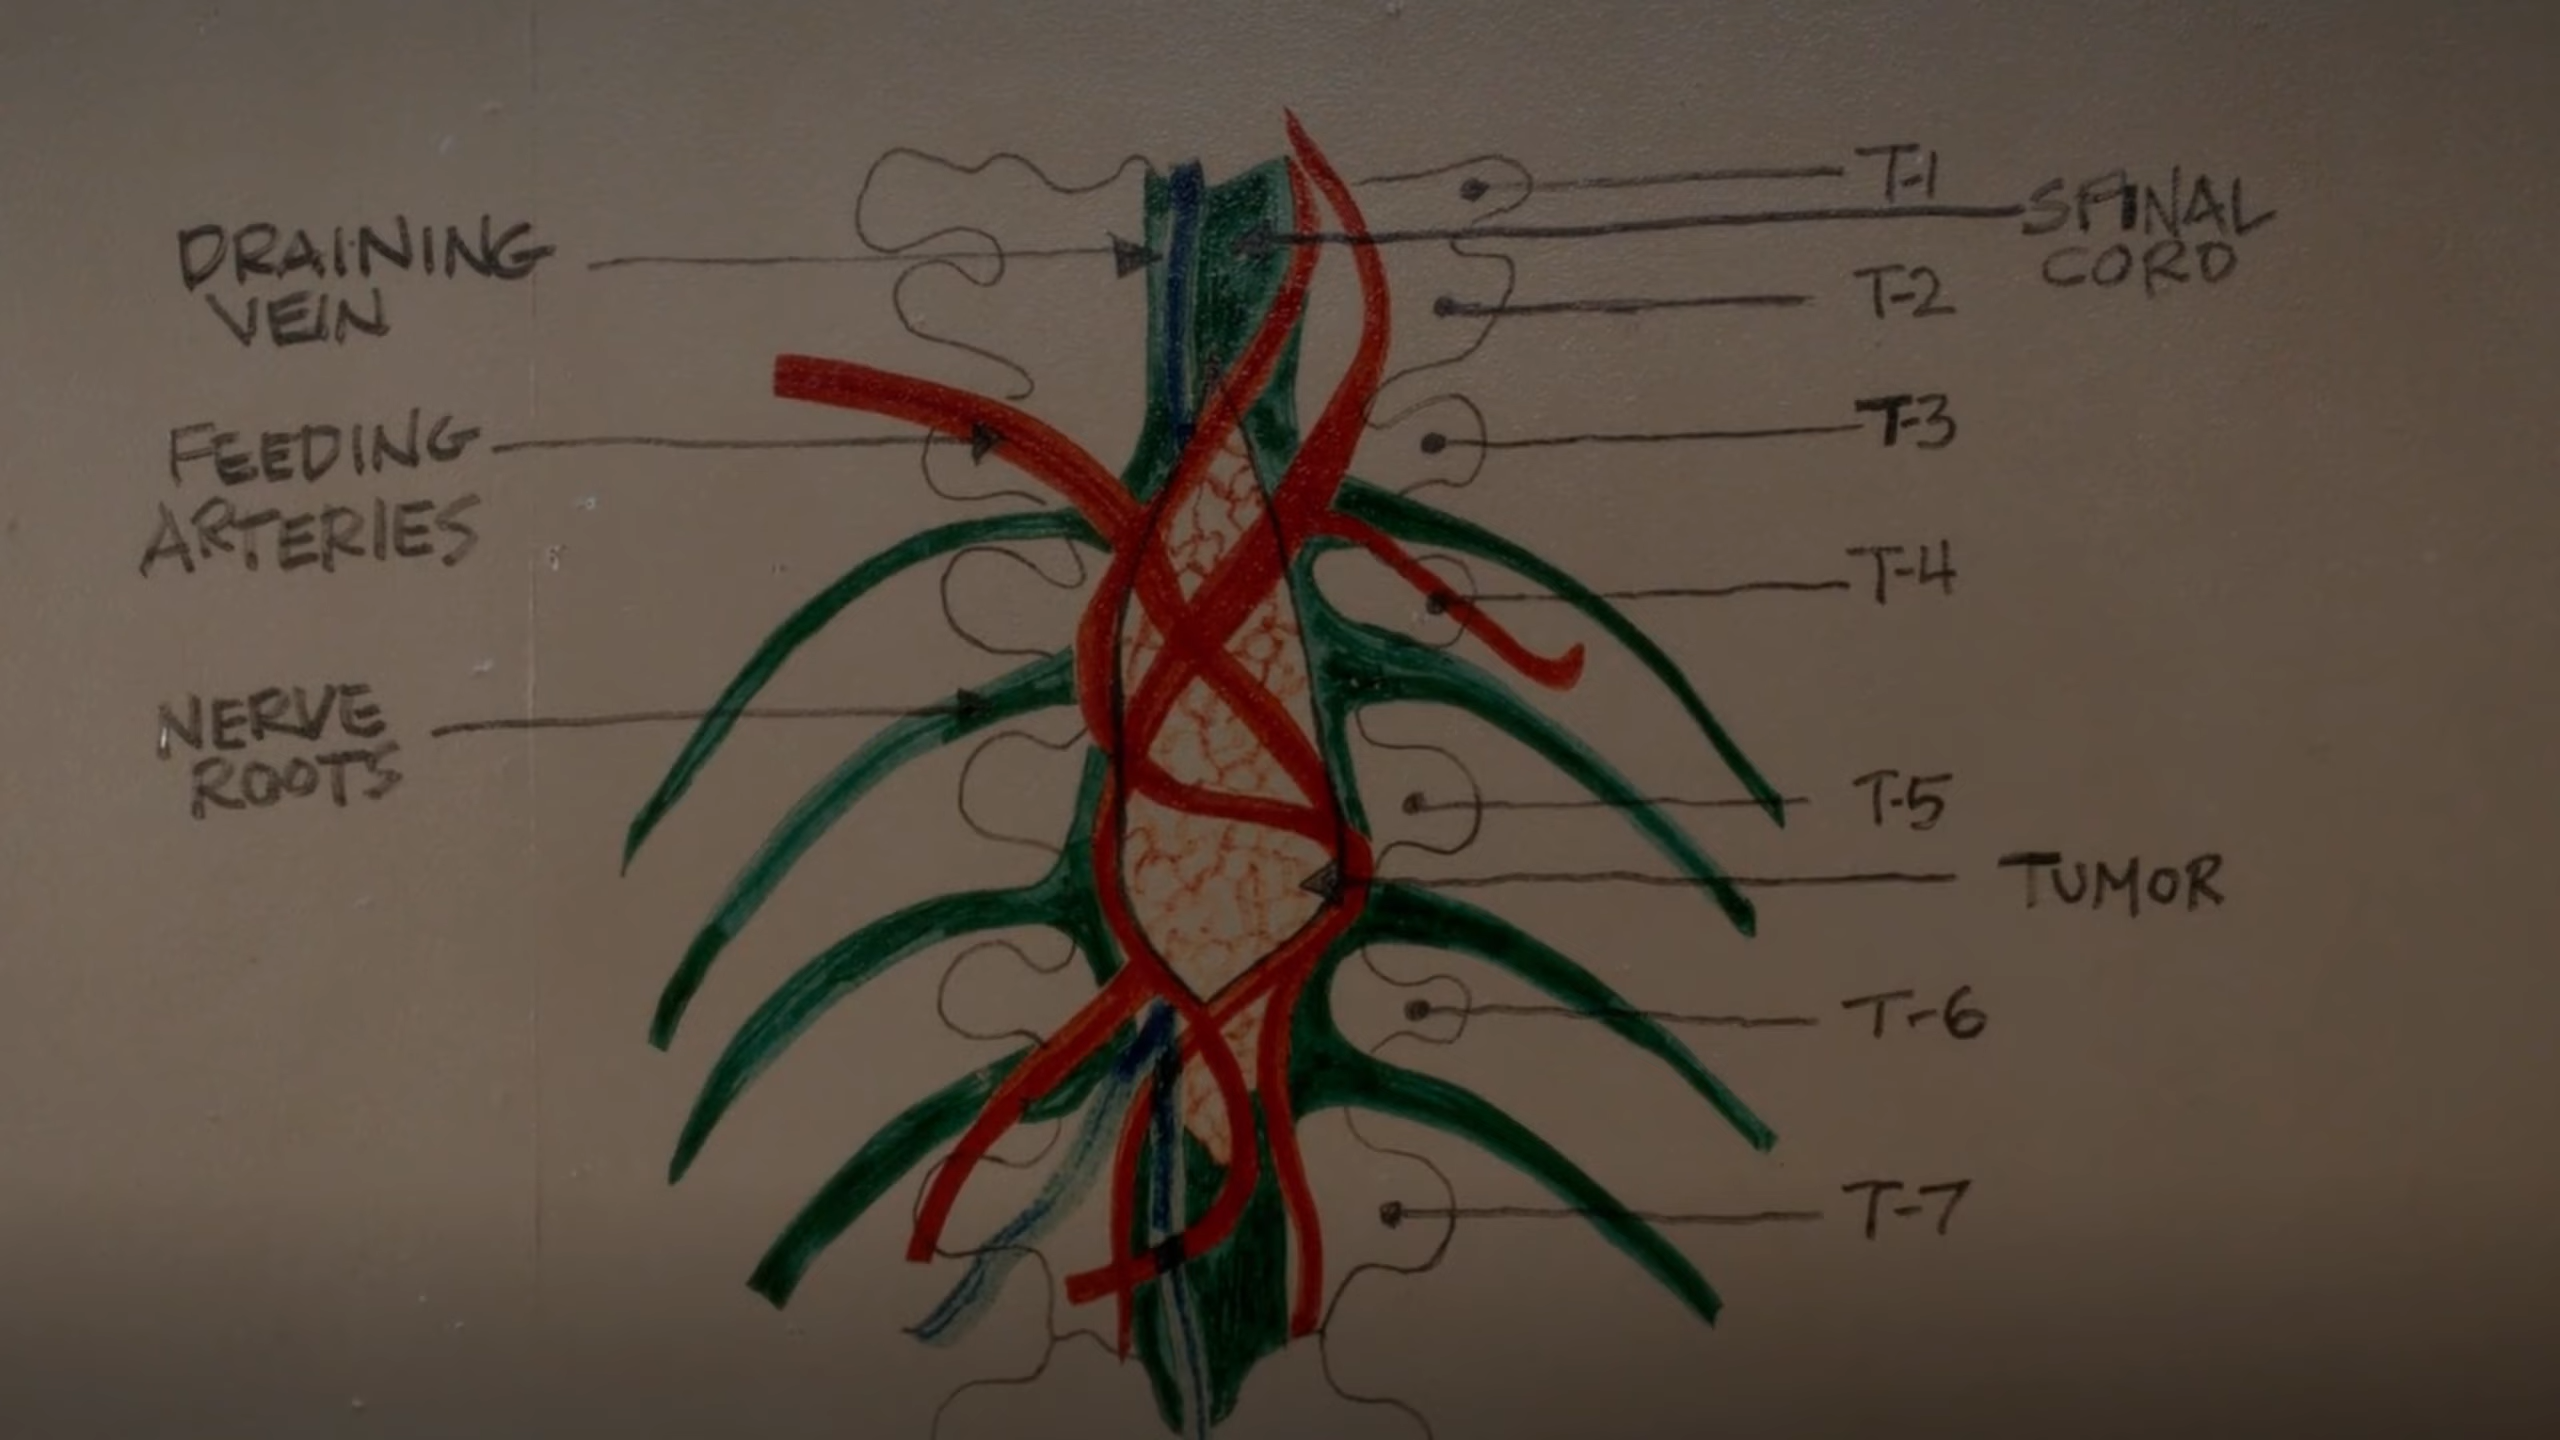 DRAINING
VEIN
FEEDING
ARTERIES
NERVE
ROOTS
T-1
SPINAL
CORD
T-2
T-3
T-4
T-5
TUMOR
T-6
T-7